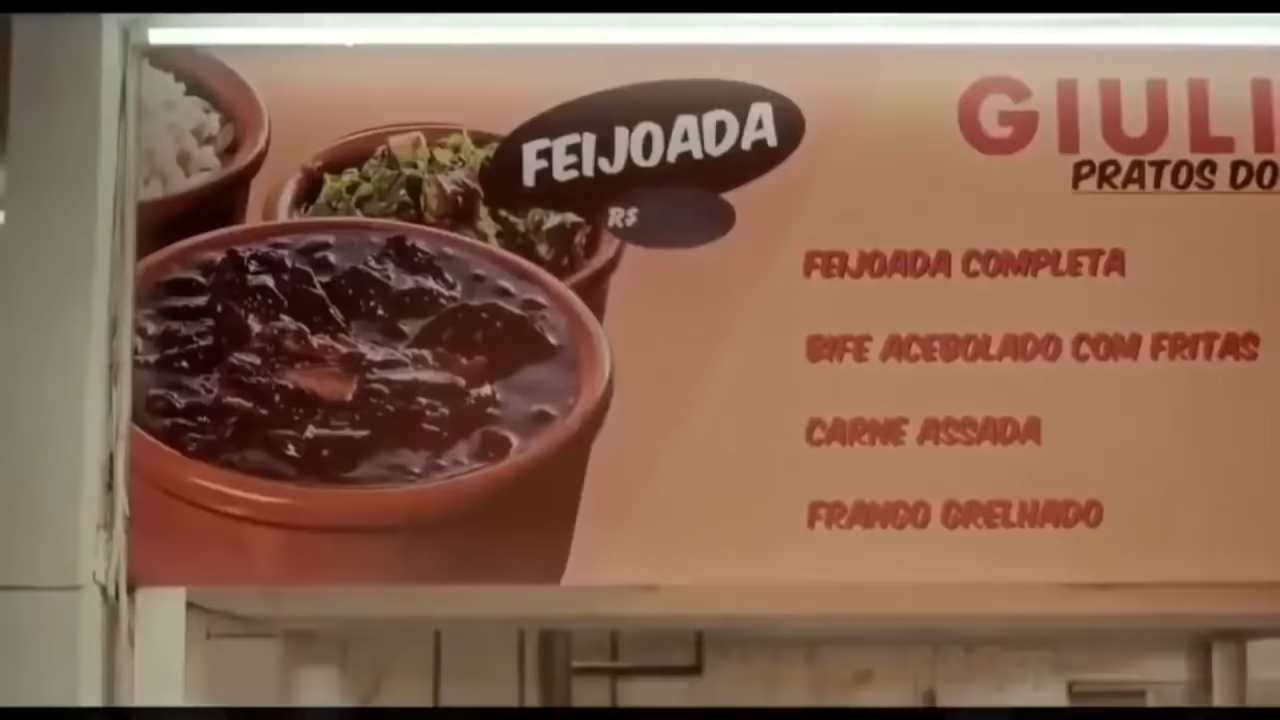 FEIJOADA
R$
GIULI
PRATOS DO
FEIJOADA COMPLETA
BIFE ACEBOLADO COM FRITAS
CARNE ASSADA
FRANGO GRELHADO